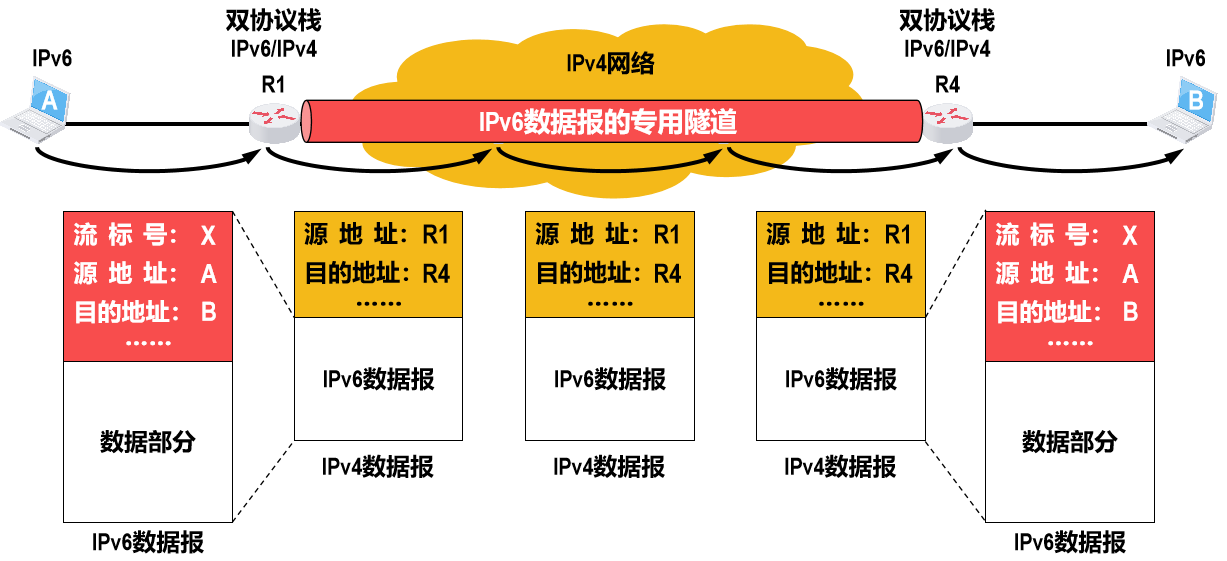 双协议栈
IPv6/IPv4
双协议栈
IPv6/IPv4
IPv6
R1
IPv4网络
R4
IPv6
A
IPv6数据报的专用隧道
B
流标号：X
源地址：A
目的地址：B
……
数据部分
IPv6数据报
源地址：R1
目的地址：R4
……
IPv6数据报
IPv4数据报
源地址：R1
目的地址：R4
……
IPv6数据报
IPv4数据报
源地址：R1
目的地址：R4
……
IPv6数据报
IPv4数据报
流标号：X
源地址：A
目的地址：B
……
数据部分
IPv6数据报